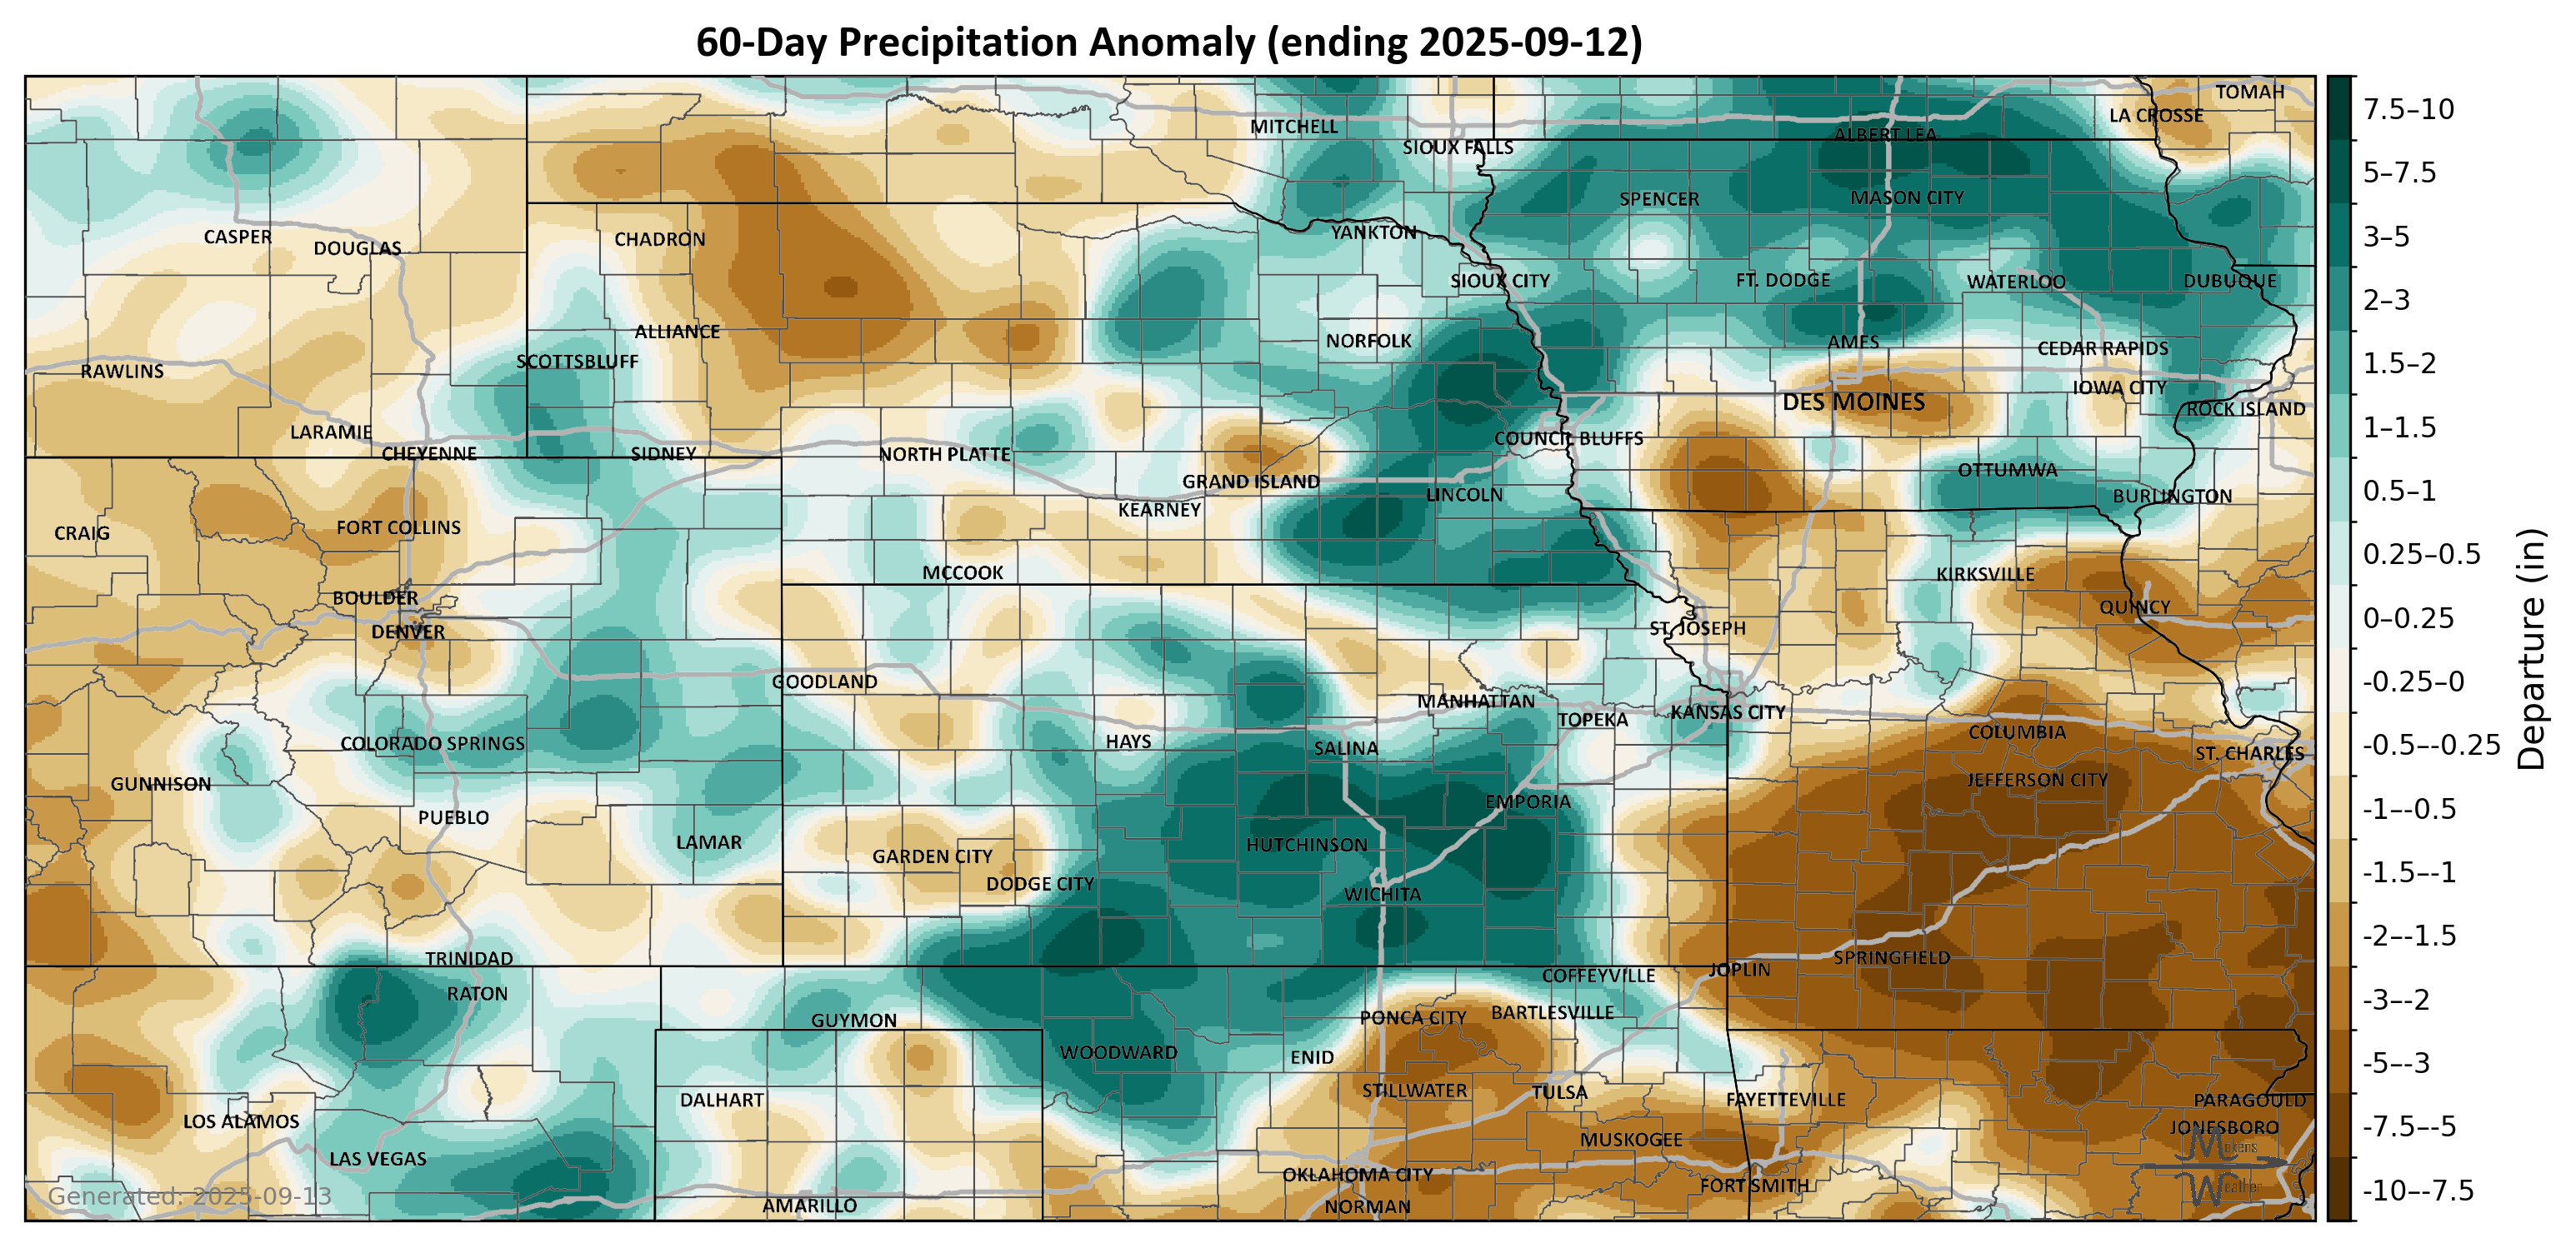 60-Day Precipitation Anomaly (ending 2025-09-12)
TOMAH
LA CROSSE
MITCHELL
ALBERT LEA
SIOUX FALLS
SPENCER
MASON CITY
CASPER
DOUGLAS
CHADRON
YANKTON
SIOUX CITY
FT. DODGE
WATERLOO
DUBUQUE
ALLIANCE
NORFOLK
AMES
CEDAR RAPIDS
SCOTTSBLUFF
RAWLINS
IOWA CITY
DES MOINES
ROCK ISLAND
LARAMIE
COUNCIL BLUFFS
CHEYENNE
SIDNEY
NORTH PLATTE
OTTUMWA
GRAND ISLAND
LINCOLN
BURLINGTON
KEARNEY
CRAIG
FORT COLLINS
MCCOOK
KIRKSVILLE
BOULDER
QUINCY
DENVER
ST. JOSEPH
GOODLAND
MANHATTAN
TOPEKA
KANSAS CITY
COLUMBIA
COLORADO SPRINGS
HAYS
SALINA
ST. CHARLES
GUNNISON
JEFFERSON CITY
EMPORIA
PUEBLO
LAMAR
HUTCHINSON
GARDEN CITY
DODGE CITY
WICHITA
TRINIDAD
SPRINGFIELD
JOPLIN
COFFEYVILLE
RATON
GUYMON
PONCA CITY
BARTLESVILLE
WOODWARD
ENID
STILLWATER
TULSA
DALHART
FAYETTEVILLE
PARAGOULD
LOS ALAMOS
JONESBORO
MUSKOGEE
LAS VEGAS
OKLAHOMA CITY
FORT SMITH
AMARILLO
NORMAN
Generated: 2025-09-13
Weather
7.5–10
5–7.5
3–5
2–3
1.5–2
1–1.5
0.5–1
0.25–0.5
0–0.25
-0.25–0
-0.5–-0.25
-1–-0.5
-1.5–-1
-2–-1.5
-3–-2
-5–-3
-7.5–-5
-10–-7.5
Departure (in)